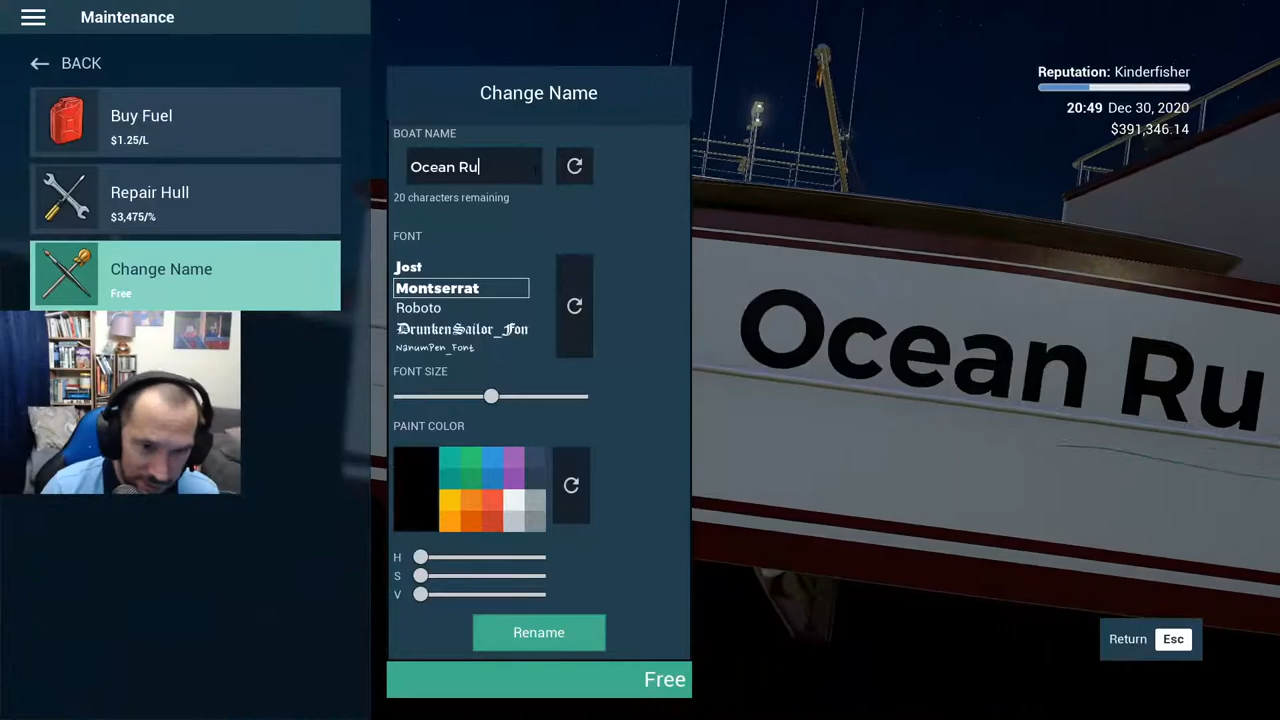 Maintenance
BACK
Buy Fuel
$1.25/L
Repair Hull
$3,475/%
Change Name
Free
Change Name
BOAT NAME
Ocean Ru
20 characters remaining
FONT
Jost
Montserrat
Roboto
DrunkenSailor_Fon
NanumPen_Font
FONT SIZE
PAINT COLOR
H
S
V
Rename
Free
Reputation: Kinderfisher
20:49 Dec 30, 2020
$391,346.14
Ocean Ru
Return Esc